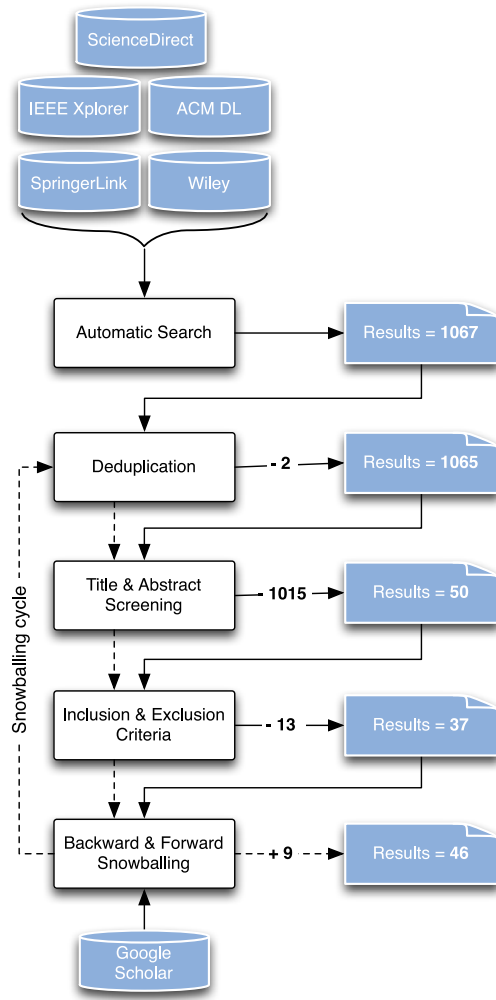 ScienceDirect
IEEE Xplorer
ACM DL
SpringerLink
Wiley
Automatic Search
Results = 1067
Deduplication
- 2
Results = 1065
Title & Abstract
Screening
- 1015
Results = 50
Snowballing cycle
Inclusion & Exclusion
Criteria
- 13
Results = 37
Backward & Forward
Snowballing
+ 9
Results = 46
Google
Scholar